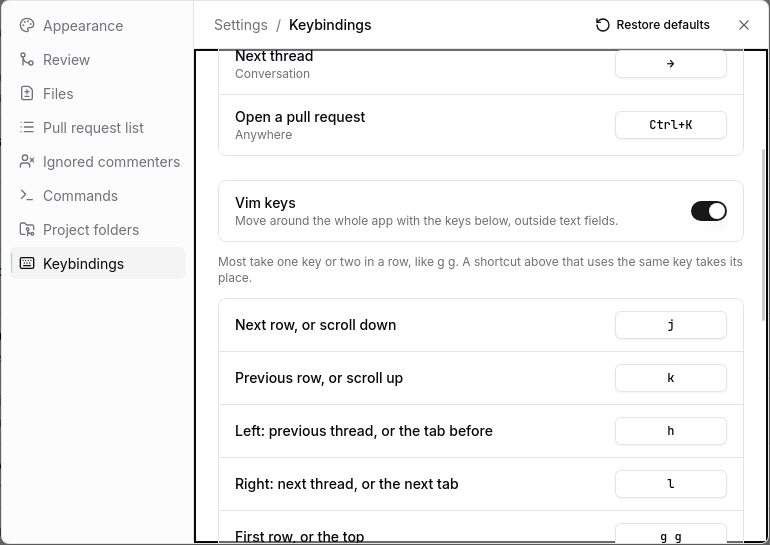 Appearance
Review
Files
Pull request list
Ignored commenters
Commands
Project folders
Keybindings
Settings / Keybindings
Restore defaults
Next thread
Conversation
→
Open a pull request
Anywhere
Ctrl+K
Vim keys
Move around the whole app with the keys below, outside text fields.
Most take one key or two in a row, like g g. A shortcut above that uses the same key takes its
place.
Next row, or scroll down
j
Previous row, or scroll up
k
Left: previous thread, or the tab before
h
Right: next thread, or the next tab
l
First row, or the top
g g